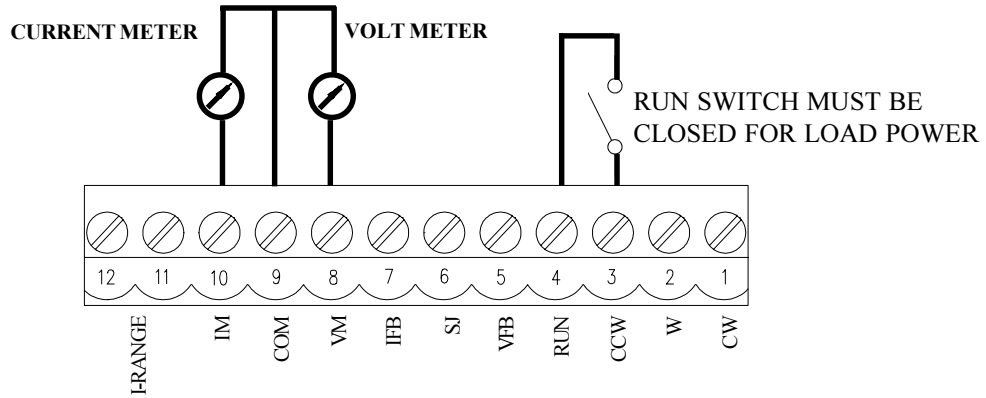 CURRENT METER
VOLT METER
RUN SWITCH MUST BE
CLOSED FOR LOAD POWER
12 11 10 9 8 7 6 5 4 3 2 1
I-RANGE IM COM VM IFB SJ VFB RUN CCW W CW